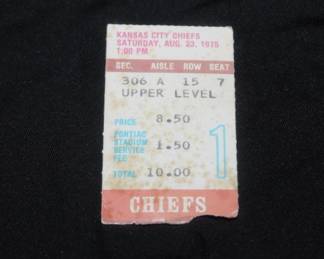 KANSAS CITY CHIEFS
SATURDAY, AUG. 23, 1975
1:00 PM
SEC. AISLE ROW SEAT
306 A 15 7
UPPER LEVEL
PRICE 8.50
PONTIAC
STADIUM
SERVICE
FEE 1.50
TOTAL 10.00
1
CHIEFS